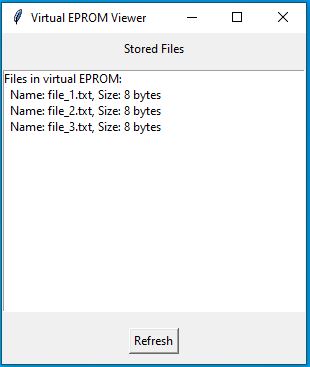 Virtual EPROM Viewer
Stored Files
Files in virtual EPROM:
Name: file_1.txt, Size: 8 bytes
Name: file_2.txt, Size: 8 bytes
Name: file_3.txt, Size: 8 bytes
Refresh